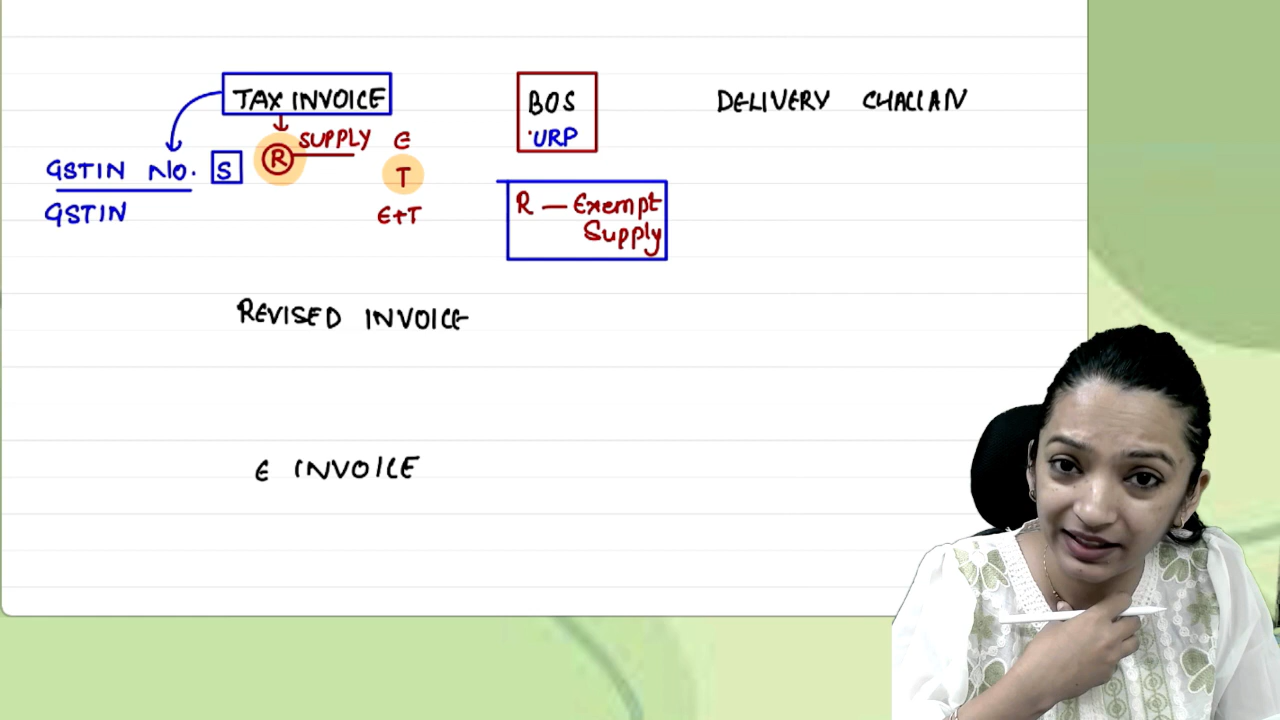 TAX INVOICE
BOS
·URP
DELIVERY CHALLAN
R SUPPLY E
T
E+T
GSTIN NO. S
GSTIN
R — Exempt
Supply
REVISED INVOICE
E INVOICE